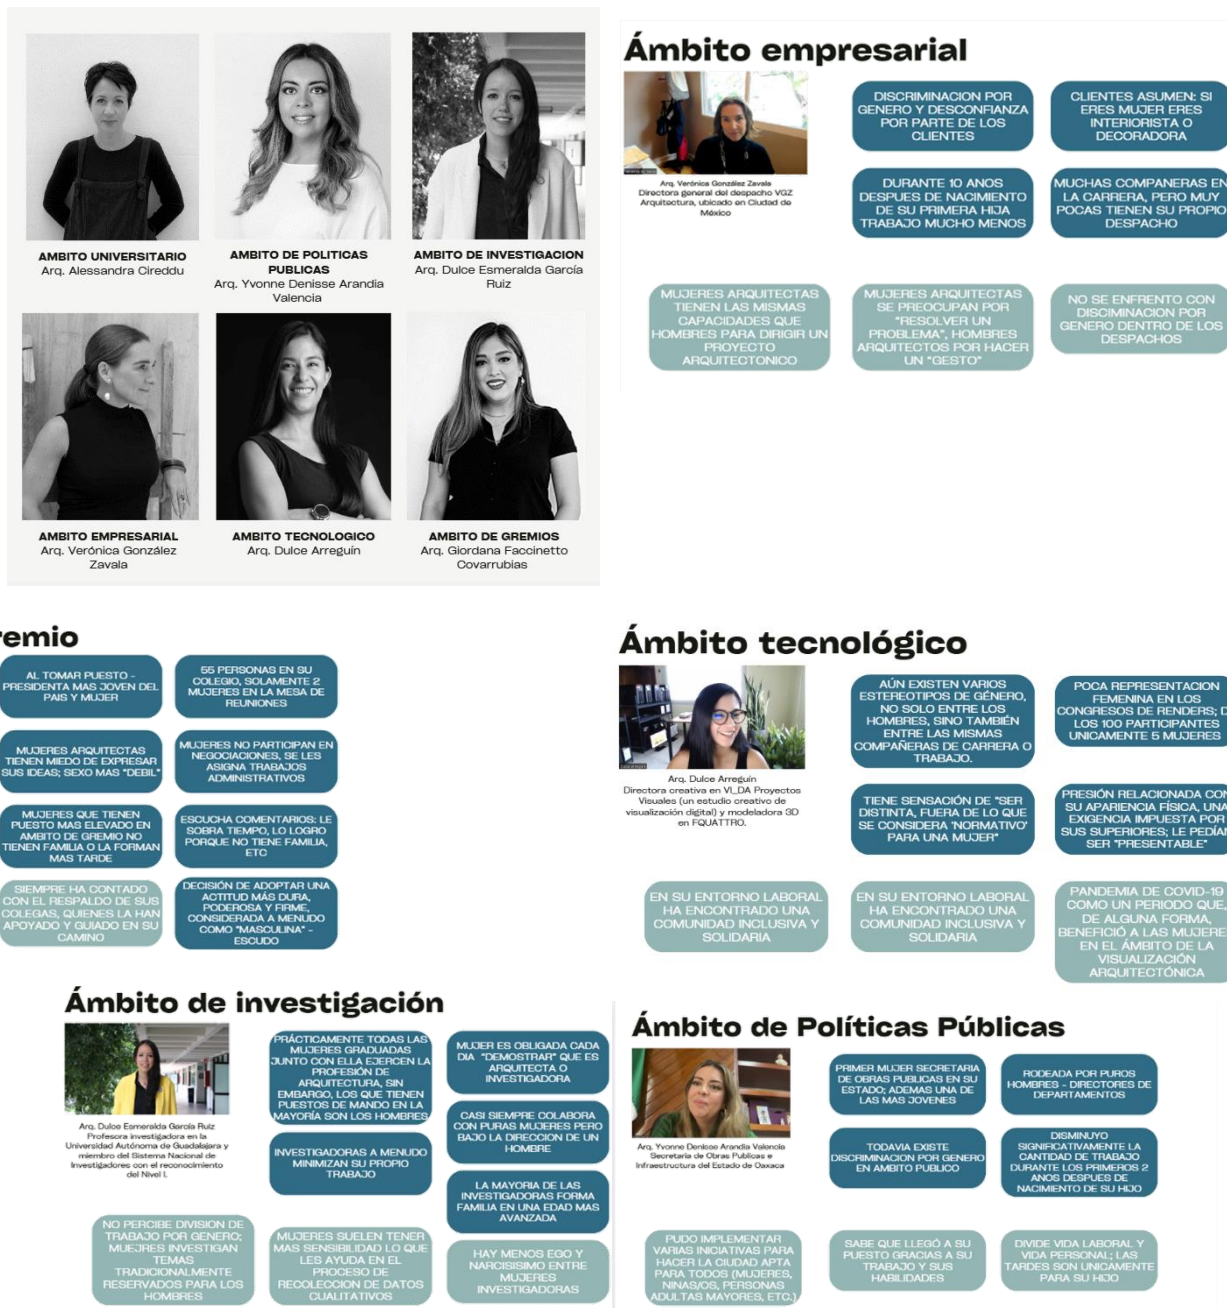 AMBITO UNIVERSITARIO
Arq. Alessandra Cireddu
AMBITO DE POLITICAS
PUBLICAS
Arq. Yvonne Denisse Arandia
Valencia
AMBITO DE INVESTIGACION
Arq. Dulce Esmeralda García
Ruiz
AMBITO EMPRESARIAL
Arq. Verónica González
Zavala
AMBITO TECNOLOGICO
Arq. Dulce Arreguín
AMBITO DE GREMIOS
Arq. Giordana Faccinetto
Covarrubias
Ámbito empresarial
Arq. Verónica González Zavala
Directora general del despacho VGZ
Arquitectura, ubicado en Ciudad de
México
DISCRIMINACION POR
GENERO Y DESCONFIANZA
POR PARTE DE LOS
CLIENTES
CLIENTES ASUMEN: SI
ERES MUJER ERES
INTERIORISTA O
DECORADORA
DURANTE 10 ANOS
DESPUES DE NACIMIENTO
DE SU PRIMERA HIJA
TRABAJO MUCHO MENOS
MUCHAS COMPANERAS EN
LA CARRERA, PERO MUY
POCAS TIENEN SU PROPIO
DESPACHO
MUJERES ARQUITECTAS
TIENEN LAS MISMAS
CAPACIDADES QUE
HOMBRES PARA DIRIGIR UN
PROYECTO
ARQUITECTONICO
MUJERES ARQUITECTAS
SE PREOCUPAN POR
"RESOLVER UN
PROBLEMA", HOMBRES
ARQUITECTOS POR HACER
UN "GESTO"
NO SE ENFRENTO CON
DISCIMINACION POR
GENERO DENTRO DE LOS
DESPACHOS
remio
AL TOMAR PUESTO -
PRESIDENTA MAS JOVEN DEL
PAIS Y MUJER
55 PERSONAS EN SU
COLEGIO, SOLAMENTE 2
MUJERES EN LA MESA DE
REUNIONES
MUJERES ARQUITECTAS
TIENEN MIEDO DE EXPRESAR
SUS IDEAS; SEXO MAS "DEBIL"
MUJERES NO PARTICIPAN EN
NEGOCIACIONES, SE LES
ASIGNA TRABAJOS
ADMINISTRATIVOS
MUJERES QUE TIENEN
PUESTO MAS ELEVADO EN
AMBITO DE GREMIO NO
TIENEN FAMILIA O LA FORMAN
MAS TARDE
ESCUCHA COMENTARIOS: LE
SOBRA TIEMPO, LO LOGRO
PORQUE NO TIENE FAMILIA,
ETC
SIEMPRE HA CONTADO
CON EL RESPALDO DE SUS
COLEGAS, QUIENES LA HAN
APOYADO Y GUIADO EN SU
CAMINO
DECISIÓN DE ADOPTAR UNA
ACTITUD MÁS DURA,
PODEROSA Y FIRME,
CONSIDERADA A MENUDO
COMO "MASCULINA" -
ESCUDO
Ámbito tecnológico
Arq. Dulce Arreguín
Directora creativa en VI_DA Proyectos
Visuales (un estudio creativo de
visualización digital) y modeladora 3D
en FQUATTRO.
AÚN EXISTEN VARIOS
ESTEREOTIPOS DE GÉNERO,
NO SOLO ENTRE LOS
HOMBRES, SINO TAMBIÉN
ENTRE LAS MISMAS
COMPAÑERAS DE CARRERA O
TRABAJO.
POCA REPRESENTACION
FEMENINA EN LOS
CONGRESOS DE RENDERS; D
LOS 100 PARTICIPANTES
UNICAMENTE 5 MUJERES
TIENE SENSACIÓN DE "SER
DISTINTA, FUERA DE LO QUE
SE CONSIDERA 'NORMATIVO'
PARA UNA MUJER"
PRESIÓN RELACIONADA CON
SU APARIENCIA FÍSICA, UNA
EXIGENCIA IMPUESTA POR
SUS SUPERIORES; LE PEDÍAN
SER "PRESENTABLE"
EN SU ENTORNO LABORAL
HA ENCONTRADO UNA
COMUNIDAD INCLUSIVA Y
SOLIDARIA
EN SU ENTORNO LABORAL
HA ENCONTRADO UNA
COMUNIDAD INCLUSIVA Y
SOLIDARIA
PANDEMIA DE COVID-19
COMO UN PERIODO QUE,
DE ALGUNA FORMA,
BENEFICIÓ A LAS MUJERE
EN EL ÁMBITO DE LA
VISUALIZACIÓN
ARQUITECTÓNICA
Ámbito de investigación
Arq. Dulce Esmeralda García Ruiz
Profesora investigadora en la
Universidad Autónoma de Guadalajara y
miembro del Sistema Nacional de
Investigadores con el reconocimiento
del Nivel I.
PRÁCTICAMENTE TODAS LAS
MUJERES GRADUADAS
JUNTO CON ELLA EJERCEN LA
PROFESIÓN DE
ARQUITECTURA, SIN
EMBARGO, LOS QUE TIENEN
PUESTOS DE MANDO EN LA
MAYORÍA SON LOS HOMBRES
MUJER ES OBLIGADA CADA
DIA "DEMOSTRAR" QUE ES
ARQUITECTA O
INVESTIGADORA
CASI SIEMPRE COLABORA
CON PURAS MUJERES PERO
BAJO LA DIRECCION DE UN
HOMBRE
INVESTIGADORAS A MENUDO
MINIMIZAN SU PROPIO
TRABAJO
LA MAYORIA DE LAS
INVESTIGADORAS FORMA
FAMILIA EN UNA EDAD MAS
AVANZADA
NO PERCIBE DIVISION DE
TRABAJO POR GENERO;
MUEJRES INVESTIGAN
TEMAS
TRADICIONALMENTE
RESERVADOS PARA LOS
HOMBRES
MUJERES SUELEN TENER
MAS SENSIBILIDAD LO QUE
LES AYUDA EN EL
PROCESO DE
RECOLECCION DE DATOS
CUALITATIVOS
HAY MENOS EGO Y
NARCISISIMO ENTRE
MUJERES
INVESTIGADORAS
Ámbito de Políticas Públicas
Arq. Yvonne Denisse Arandia Valencia
Secretaria de Obras Publicas e
Infraestructura del Estado de Oaxaca
PRIMER MUJER SECRETARIA
DE OBRAS PUBLICAS EN SU
ESTADO; ADEMAS UNA DE
LAS MAS JOVENES
RODEADA POR PUROS
HOMBRES - DIRECTORES DE
DEPARTAMENTOS
TODAVIA EXISTE
DISCRIMINACION POR GENERO
EN AMBITO PUBLICO
DISMINUYO
SIGNIFICATIVAMENTE LA
CANTIDAD DE TRABAJO
DURANTE LOS PRIMEROS 2
ANOS DESPUES DE
NACIMIENTO DE SU HIJO
PUDO IMPLEMENTAR
VARIAS INICIATIVAS PARA
HACER LA CIUDAD APTA
PARA TODOS (MUJERES,
NINAS/OS, PERSONAS
ADULTAS MAYORES, ETC.)
SABE QUE LLEGÓ A SU
PUESTO GRACIAS A SU
TRABAJO Y SUS
HABILIDADES
DIVIDE VIDA LABORAL Y
VIDA PERSONAL; LAS
TARDES SON UNICAMENTE
PARA SU HIJO